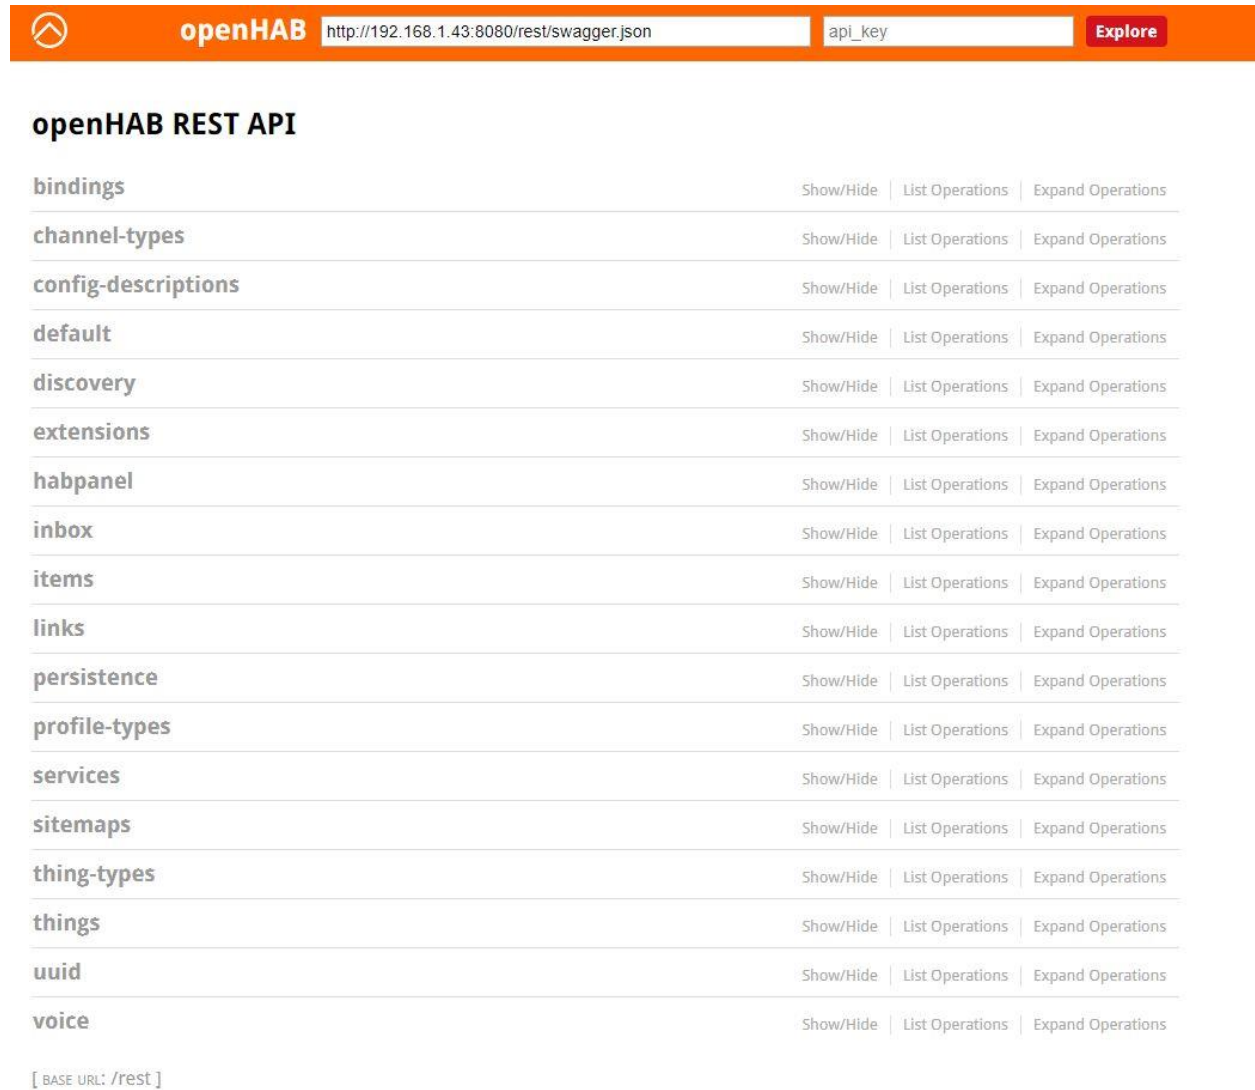 openHAB http://192.168.1.43:8080/rest/swagger.json api_key Explore
openHAB REST API
bindings Show/Hide List Operations Expand Operations
channel-types Show/Hide List Operations Expand Operations
config-descriptions Show/Hide List Operations Expand Operations
default Show/Hide List Operations Expand Operations
discovery Show/Hide List Operations Expand Operations
extensions Show/Hide List Operations Expand Operations
habpanel Show/Hide List Operations Expand Operations
inbox Show/Hide List Operations Expand Operations
items Show/Hide List Operations Expand Operations
links Show/Hide List Operations Expand Operations
persistence Show/Hide List Operations Expand Operations
profile-types Show/Hide List Operations Expand Operations
services Show/Hide List Operations Expand Operations
sitemaps Show/Hide List Operations Expand Operations
thing-types Show/Hide List Operations Expand Operations
things Show/Hide List Operations Expand Operations
uuid Show/Hide List Operations Expand Operations
voice Show/Hide List Operations Expand Operations
[ BASE URL: /rest ]